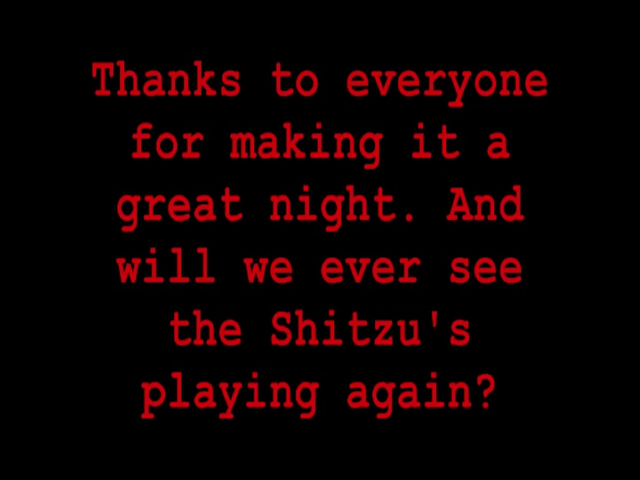 Thanks to everyone
for making it a
great night. And
will we ever see
the Shitzu's
playing again?